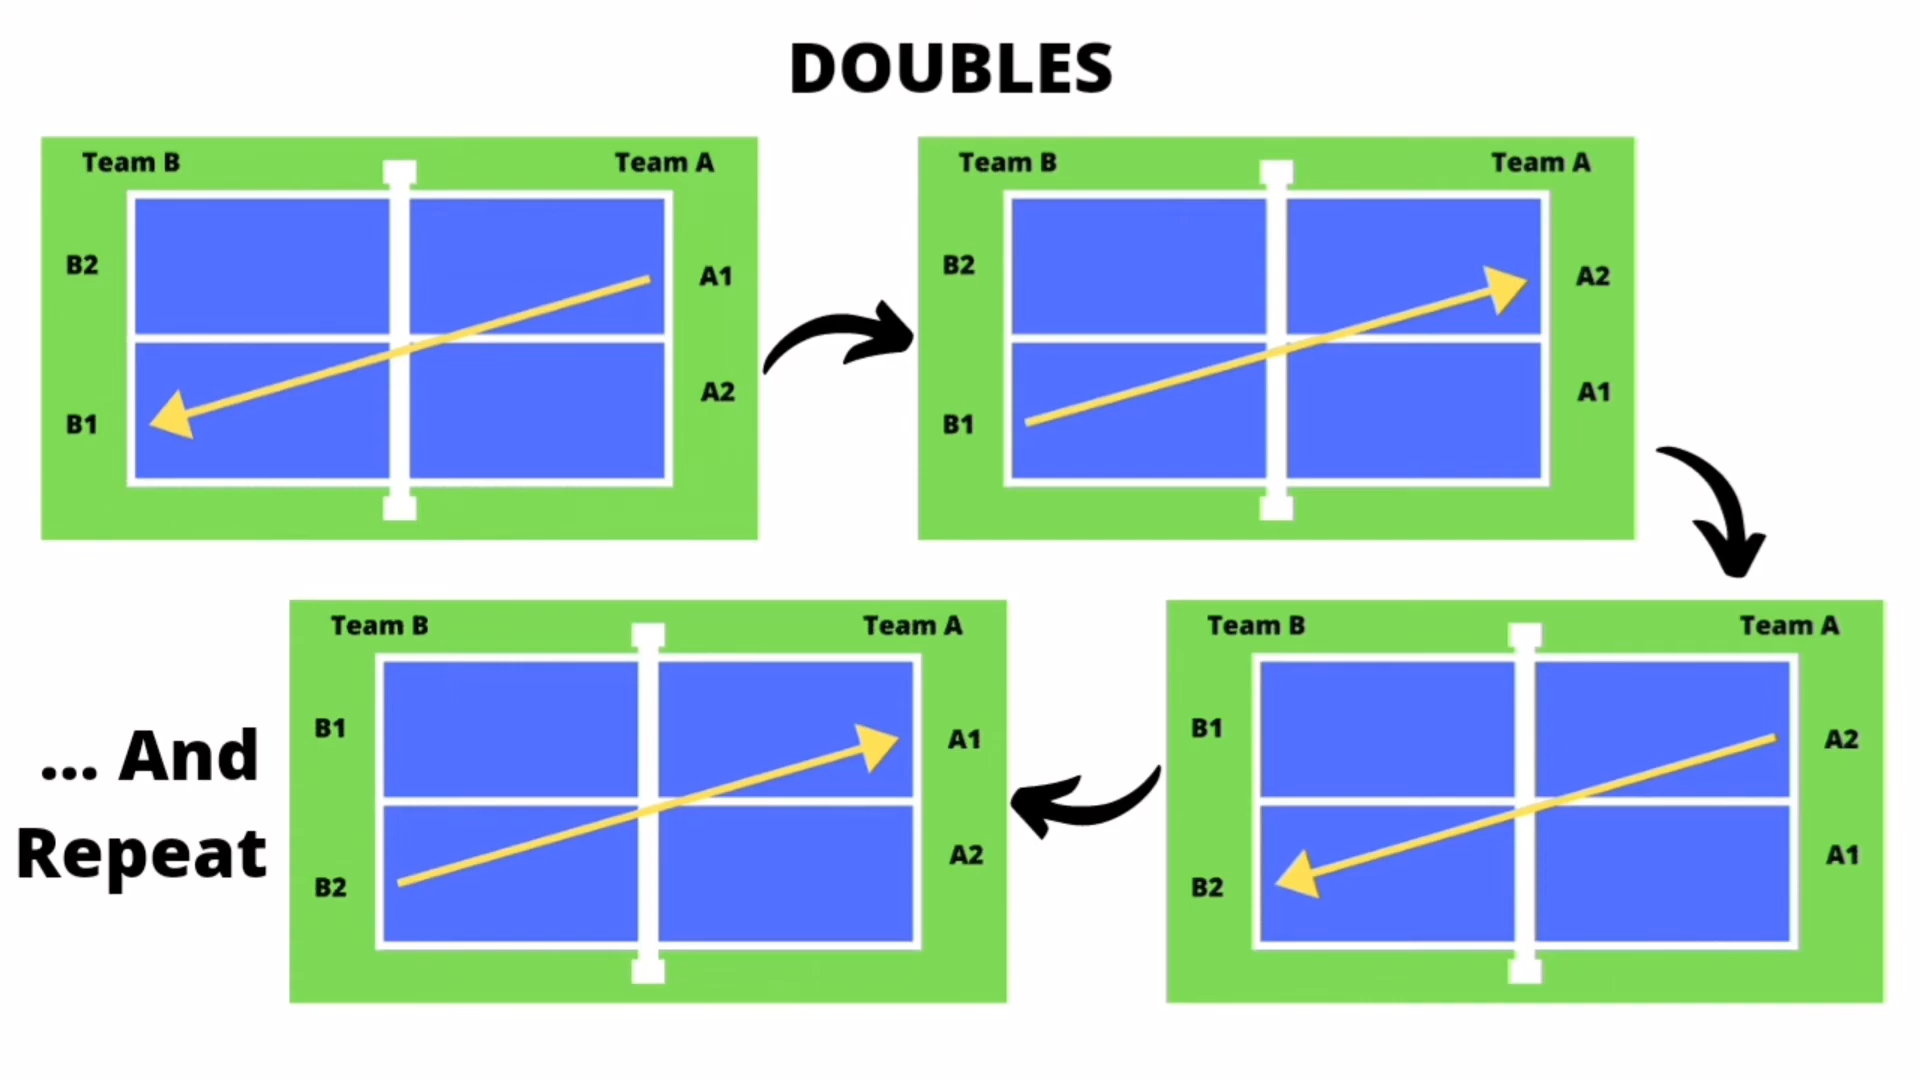 DOUBLES
Team B
Team A
B2
A1
A2
B1
Team B
Team A
B2
A2
A1
B1
Team B
Team A
B1
A2
A1
B2
Team B
Team A
B1
A1
A2
B2
... And
Repeat